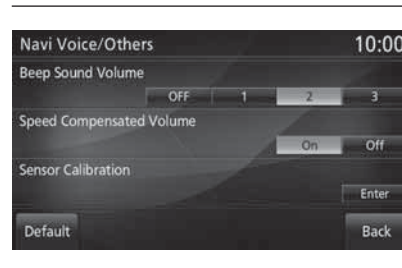 Navi Voice/Others 10:00
Beep Sound Volume
OFF 1 2 3
Speed Compensated Volume
On Off
Sensor Calibration
Enter
Default Back